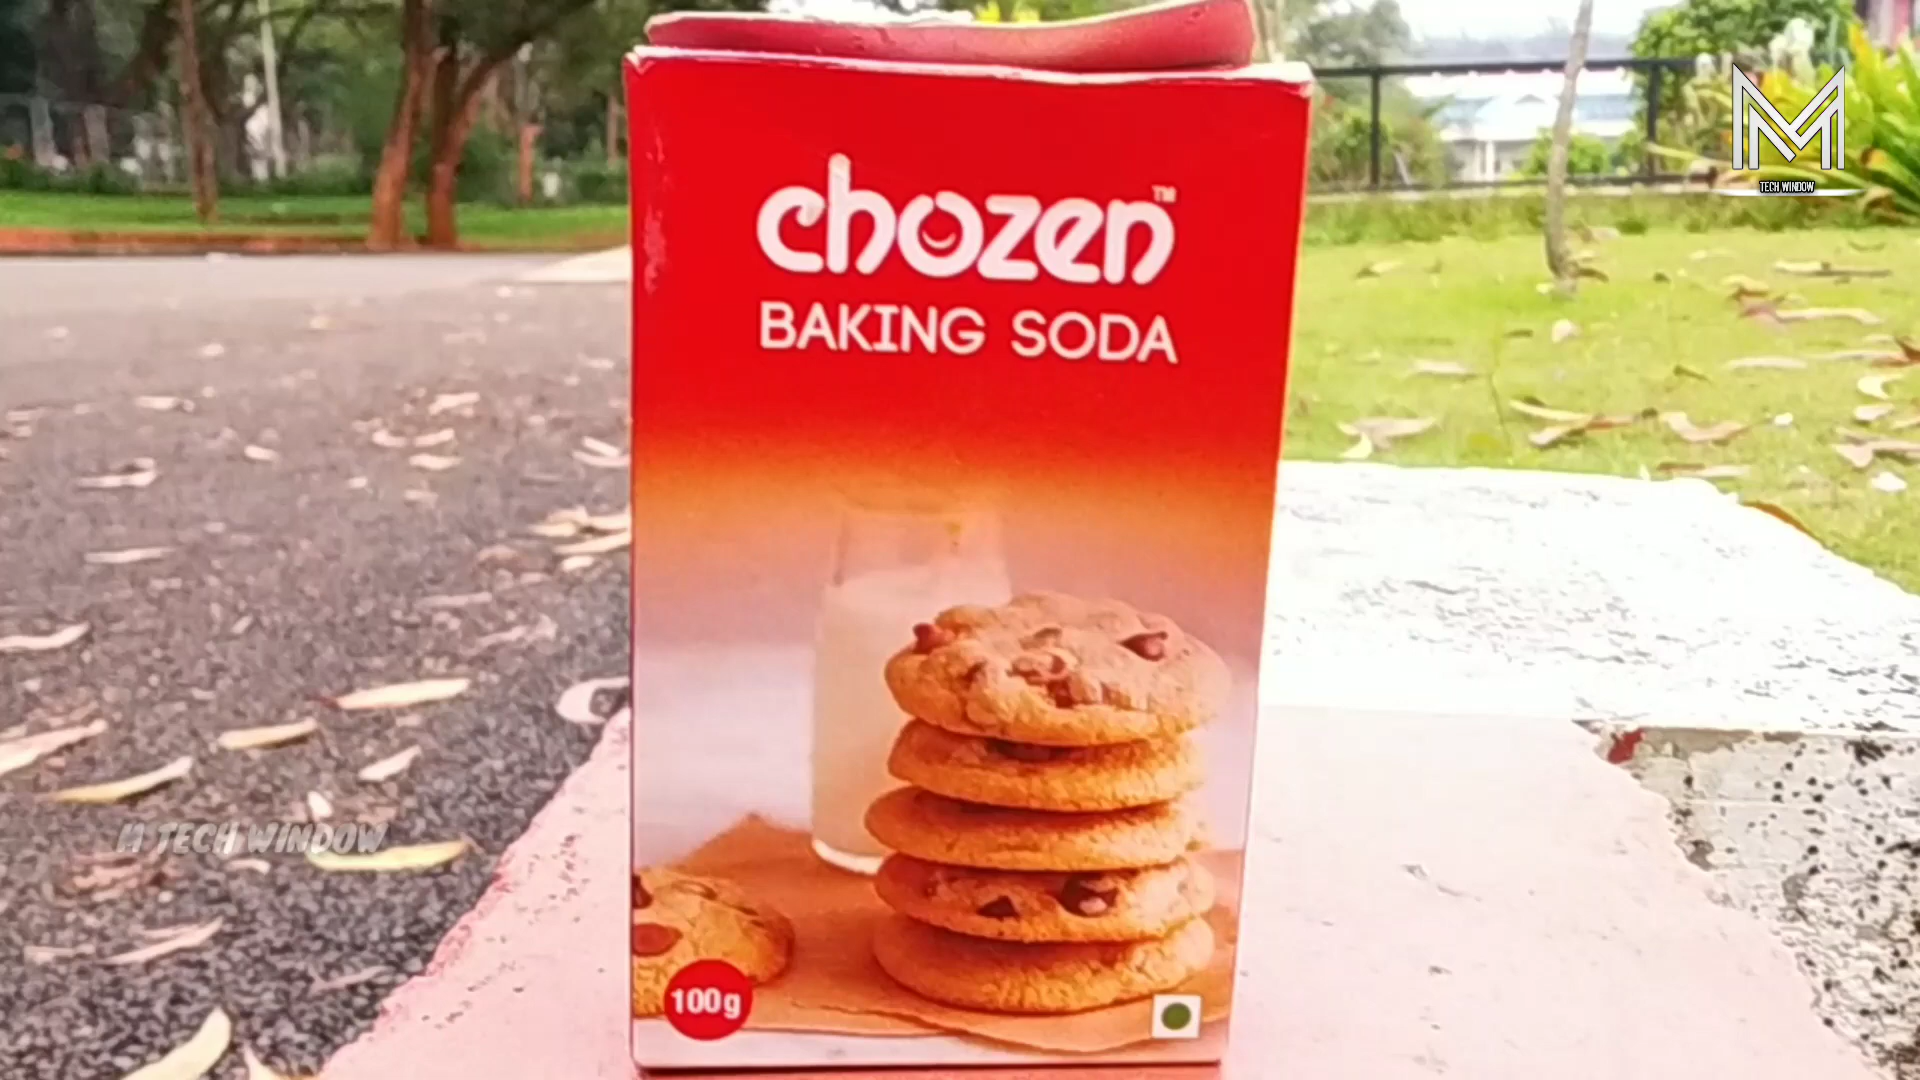 chozen™
BAKING SODA
100g
M
TECH WINDOW
M TECH WINDOW